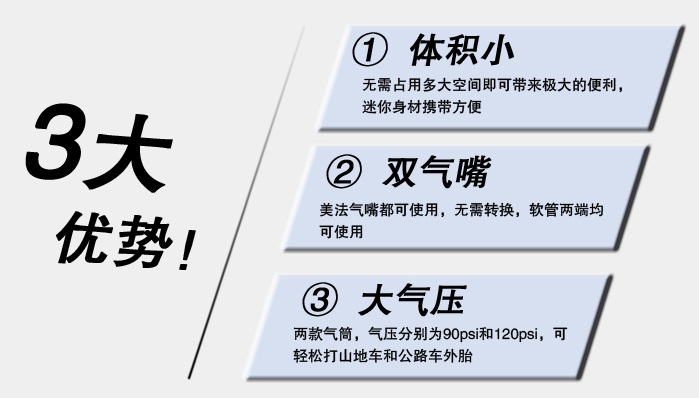 3大
优势!
① 体积小
无需占用多大空间即可带来极大的便利,
迷你身材携带方便
② 双气嘴
美法气嘴都可使用，无需转换，软管两端均
可使用
③ 大气压
两款气筒，气压分别为90psi和120psi，可
轻松打山地车和公路车外胎